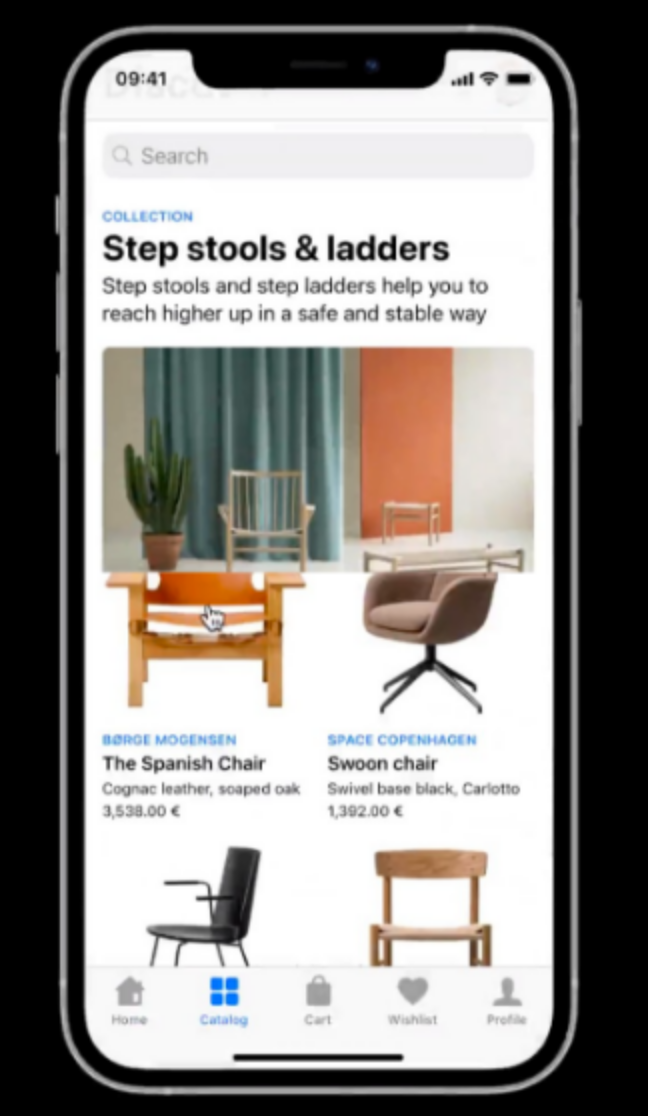 09:41
Search
COLLECTION
Step stools & ladders
Step stools and step ladders help you to
reach higher up in a safe and stable way
BØRGE MOGENSEN
The Spanish Chair
Cognac leather, soaped oak
3,538.00 €
SPACE COPENHAGEN
Swoon chair
Swivel base black, Carlotto
1,392.00 €
Home
Catalog
Cart
Wishlist
Profile